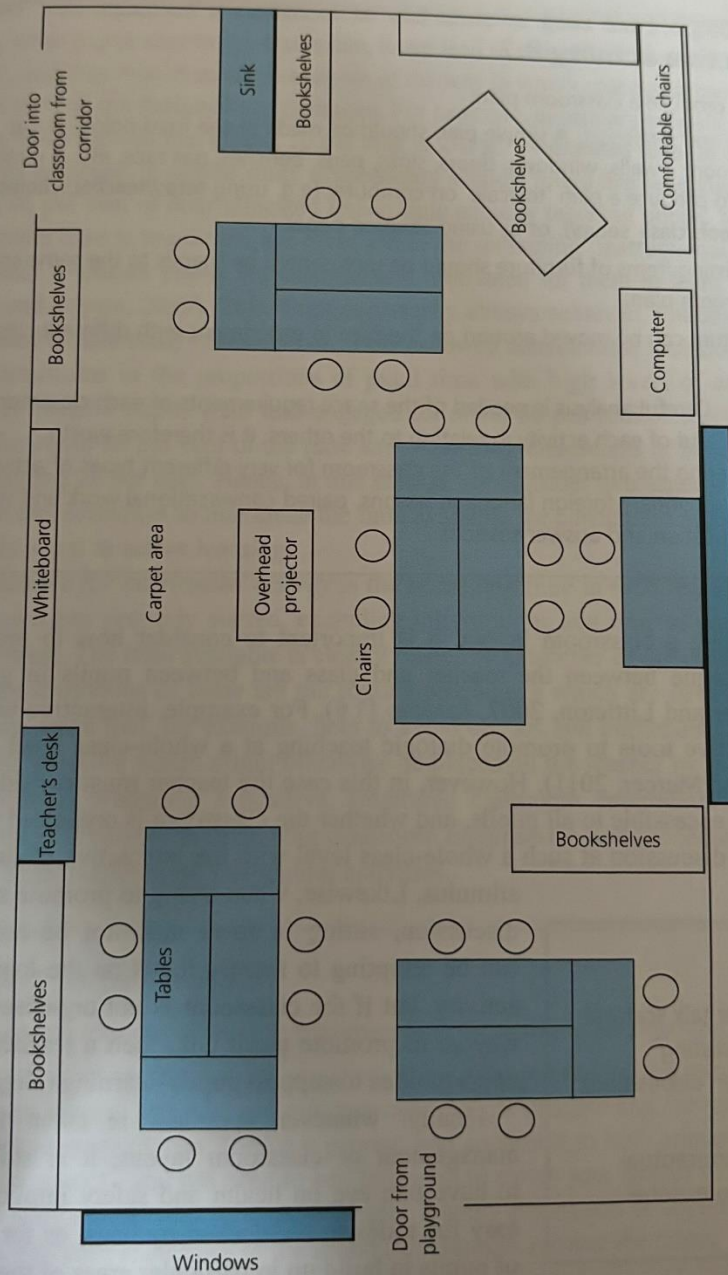 Bookshelves
Teacher's desk
Whiteboard
Bookshelves
Door into
classroom from
corridor
Windows
Tables
Carpet area
Overhead
projector
Sink
Bookshelves
Chairs
Door from
playground
Bookshelves
Bookshelves
Computer
Comfortable chairs